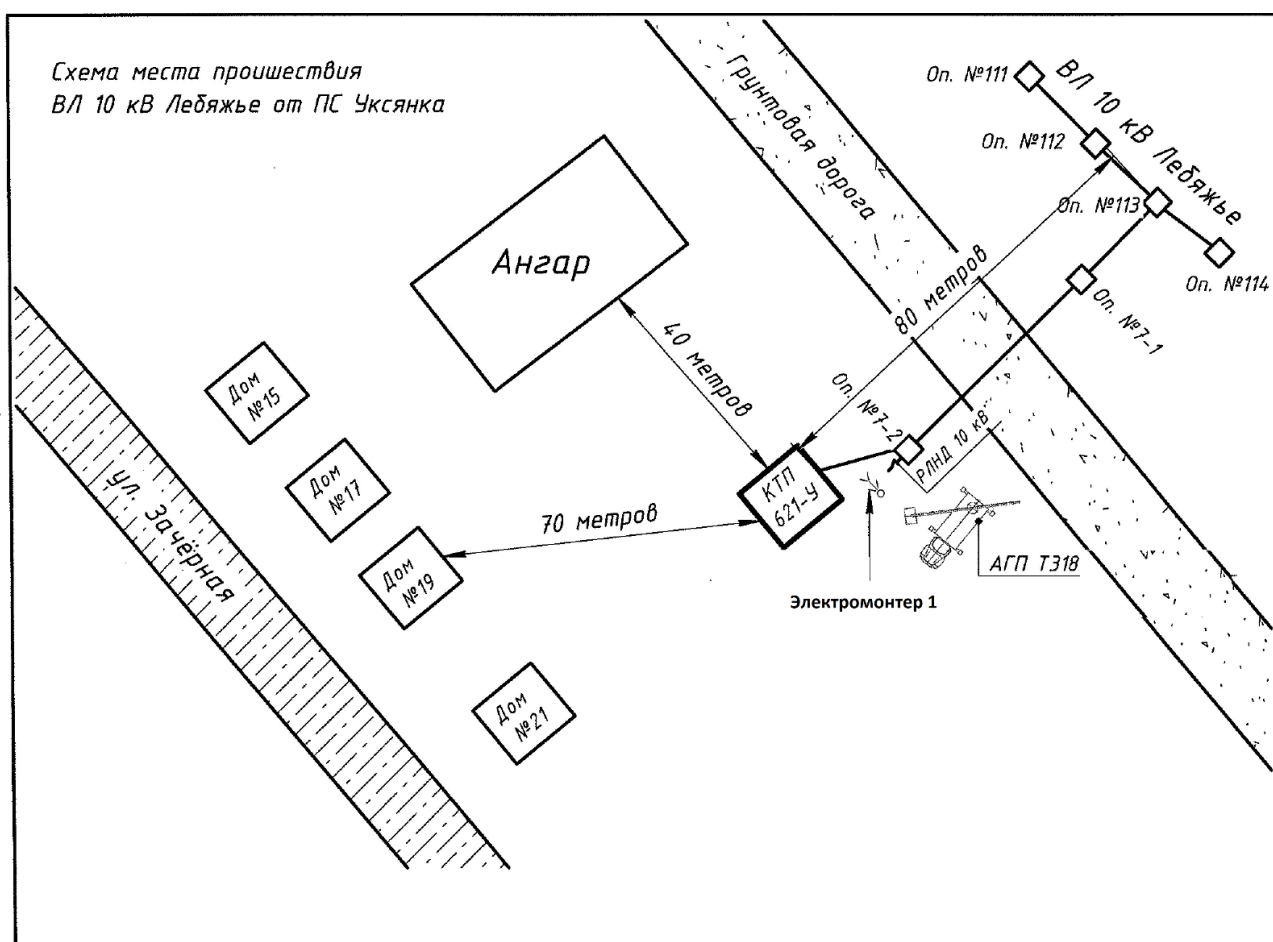 Схема места проишествия
ВЛ 10 кВ Лебяжье от ПС Уксянка
Грунтовая дорога
Оп. №111
ВЛ 10 кВ Лебяжье
Оп. №112
Оп. №113
Оп. №114
Оп. №7-1
80 метров
Ангар
40 метров
Оп. №7-2
РЛНД 10 кВ
КТП
621-У
70 метров
АГП Т318
Электромонтер 1
Дом
№15
Дом
№17
Дом
№19
Дом
№21
ул. Зачёрная